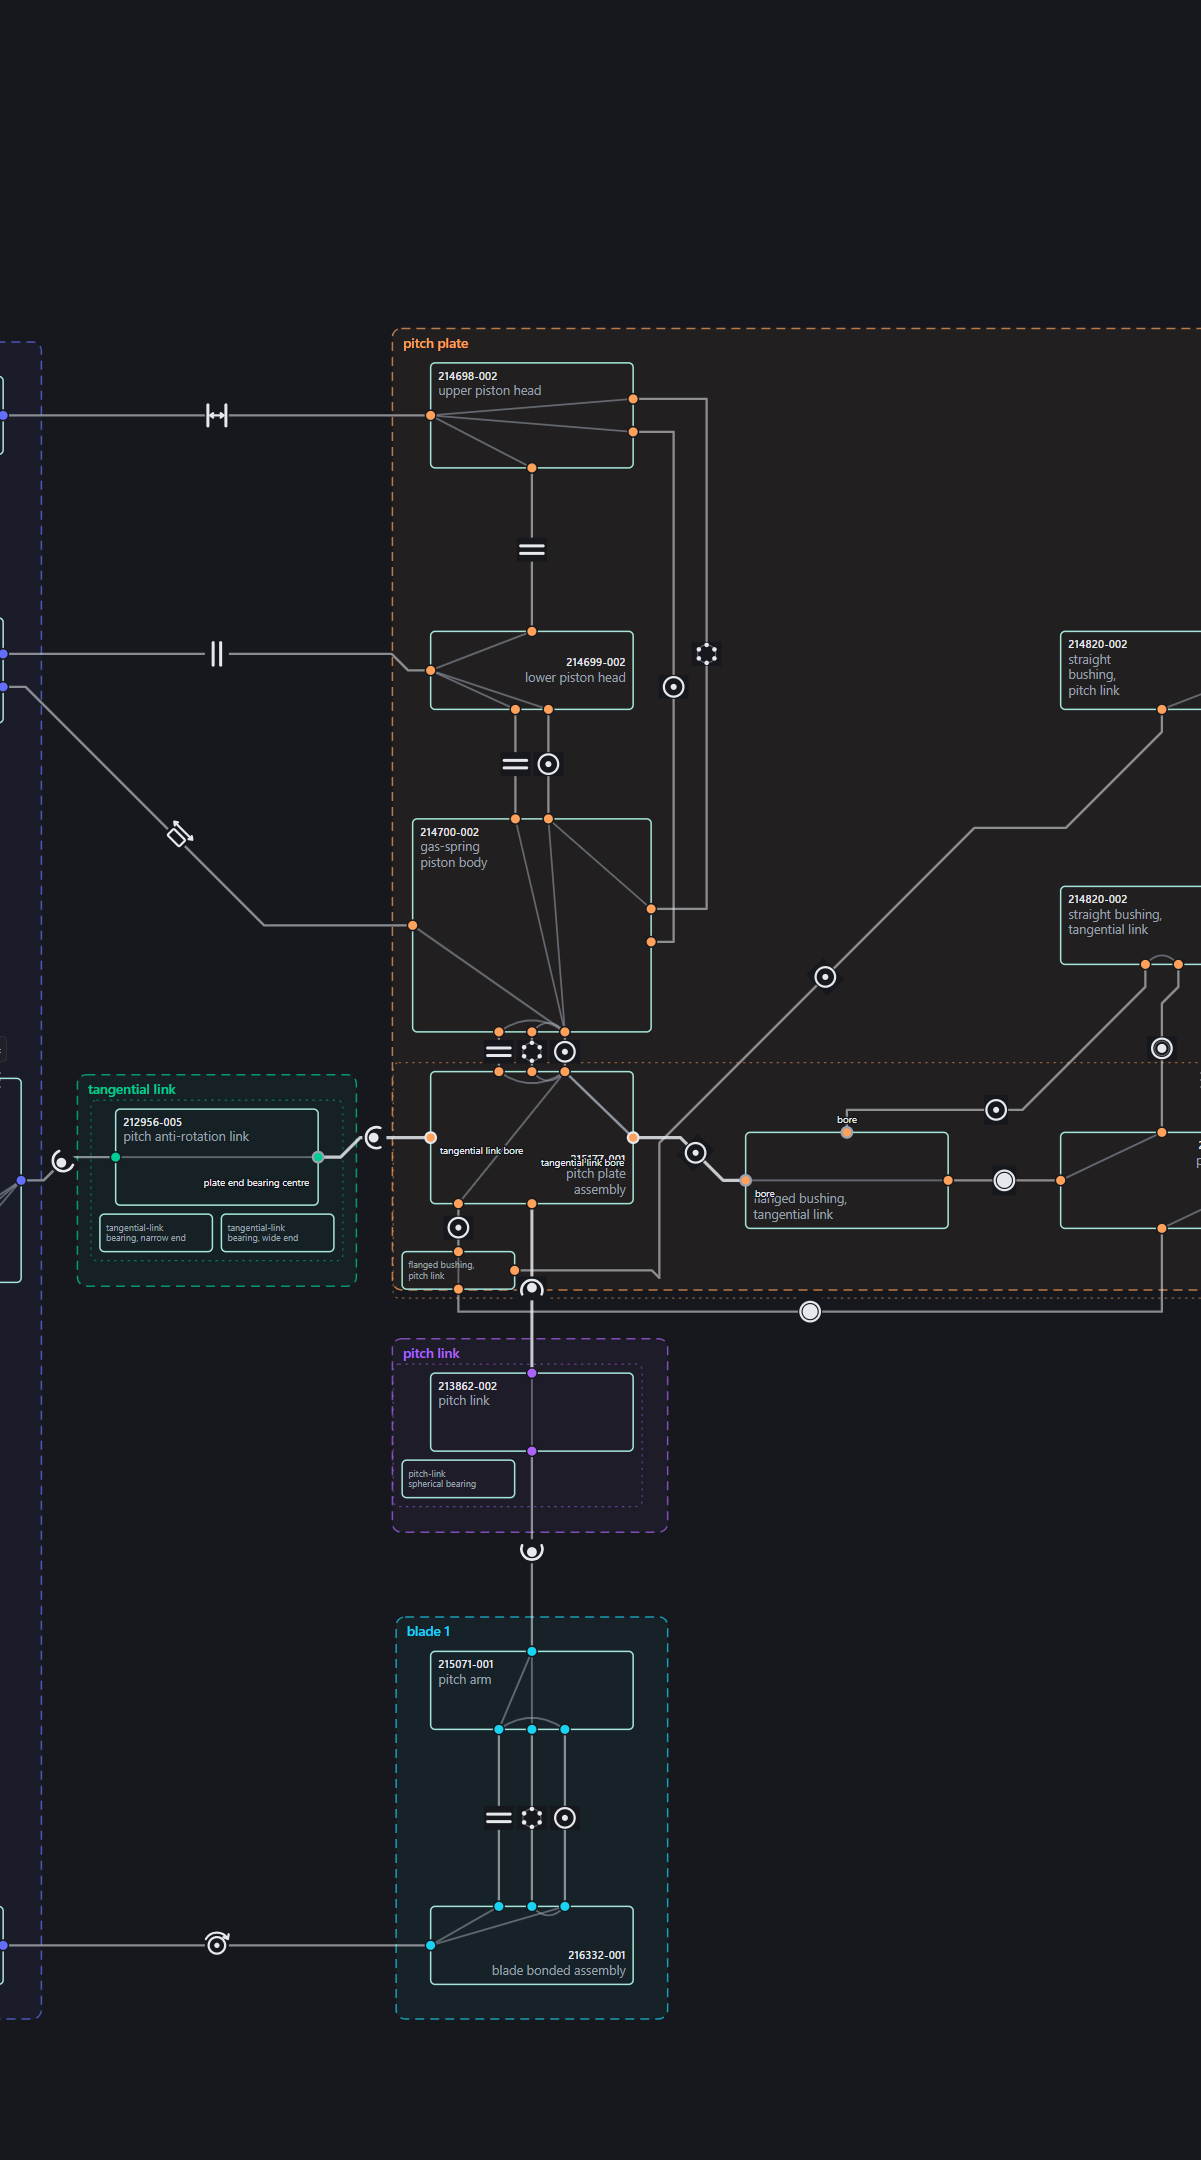 pitch plate
214698-002
upper piston head
214699-002
lower piston head
214820-002
straight
bushing,
pitch link
214700-002
gas-spring
piston body
214820-002
straight bushing,
tangential link
tangential link
212956-005
pitch anti-rotation link
plate end bearing centre
tangential-link
bearing, narrow end
tangential-link
bearing, wide end
tangential link bore
tangential link bore
pitch plate
assembly
bore
bore
flanged bushing,
tangential link
flanged bushing,
pitch link
pitch link
213862-002
pitch link
pitch-link
spherical bearing
blade 1
215071-001
pitch arm
216332-001
blade bonded assembly